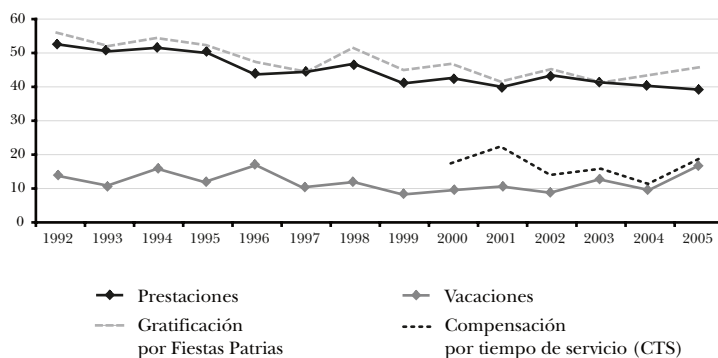 60
50
40
30
20
10
0
1992 1993 1994 1995 1996 1997 1998 1999 2000 2001 2002 2003 2004 2005
Prestaciones
Vacaciones
Gratificación
por Fiestas Patrias
Compensación
por tiempo de servicio (CTS)